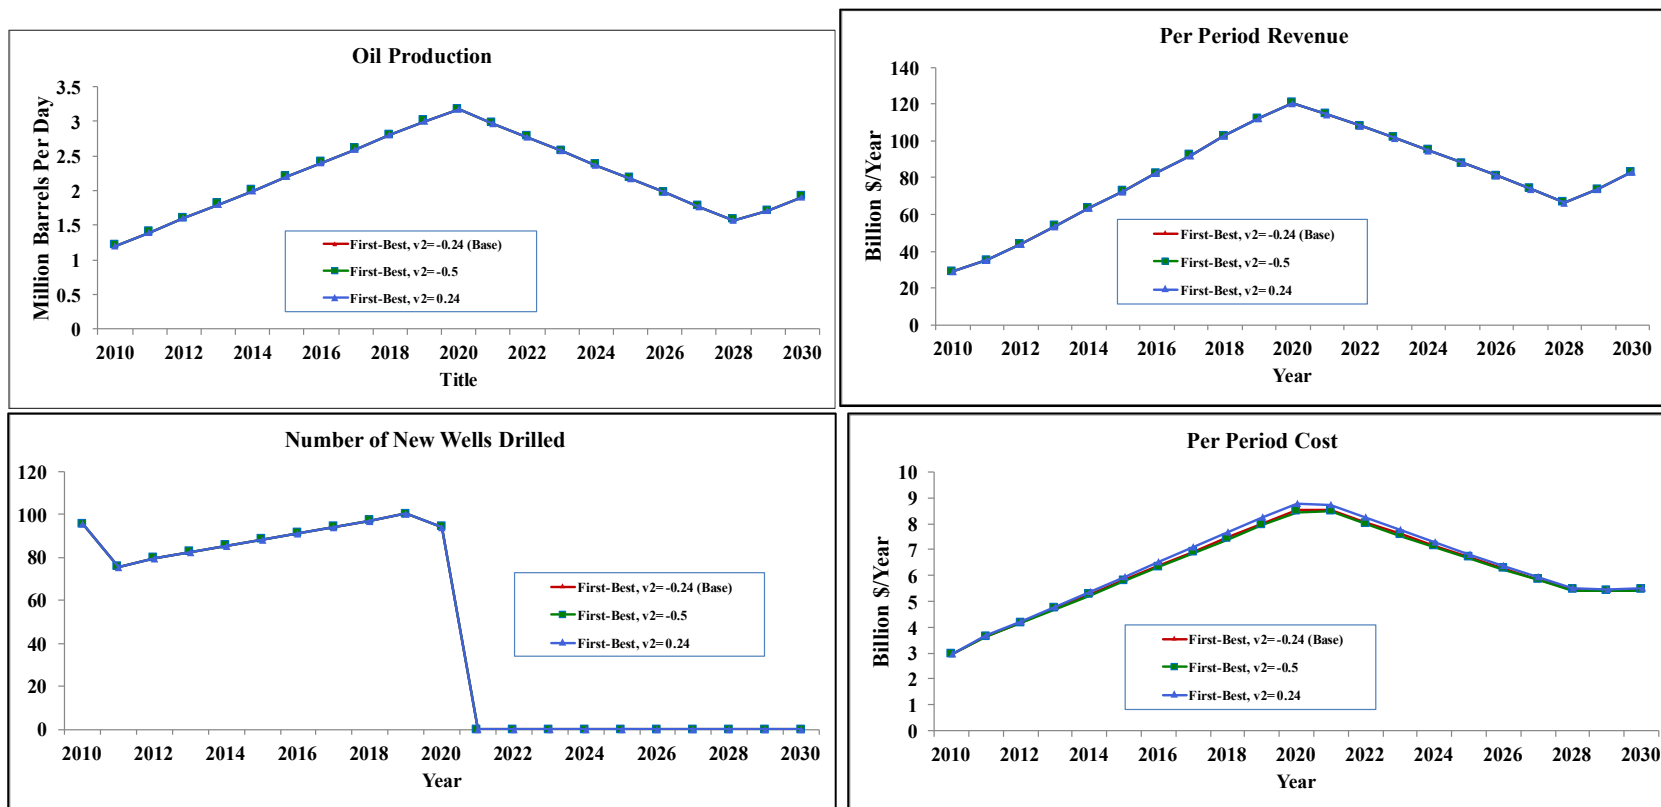 Oil Production
Million Barrels Per Day
3.5
3
2.5
2
1.5
1
0.5
0
First-Best, v2= -0.24 (Base)
First-Best, v2= -0.5
First-Best, v2= 0.24
2010 2012 2014 2016 2018 2020 2022 2024 2026 2028 2030
Title
Per Period Revenue
Billion $/Year
140
120
100
80
60
40
20
0
First-Best, v2= -0.24 (Base)
First-Best, v2= -0.5
First-Best, v2= 0.24
2010 2012 2014 2016 2018 2020 2022 2024 2026 2028 2030
Year
Number of New Wells Drilled
120
100
80
60
40
20
0
First-Best, v2= -0.24 (Base)
First-Best, v2= -0.5
First-Best, v2= 0.24
2010 2012 2014 2016 2018 2020 2022 2024 2026 2028 2030
Year
Per Period Cost
Billion $/Year
10
9
8
7
6
5
4
3
2
1
0
First-Best, v2= -0.24 (Base)
First-Best, v2= -0.5
First-Best, v2= 0.24
2010 2012 2014 2016 2018 2020 2022 2024 2026 2028 2030
Year